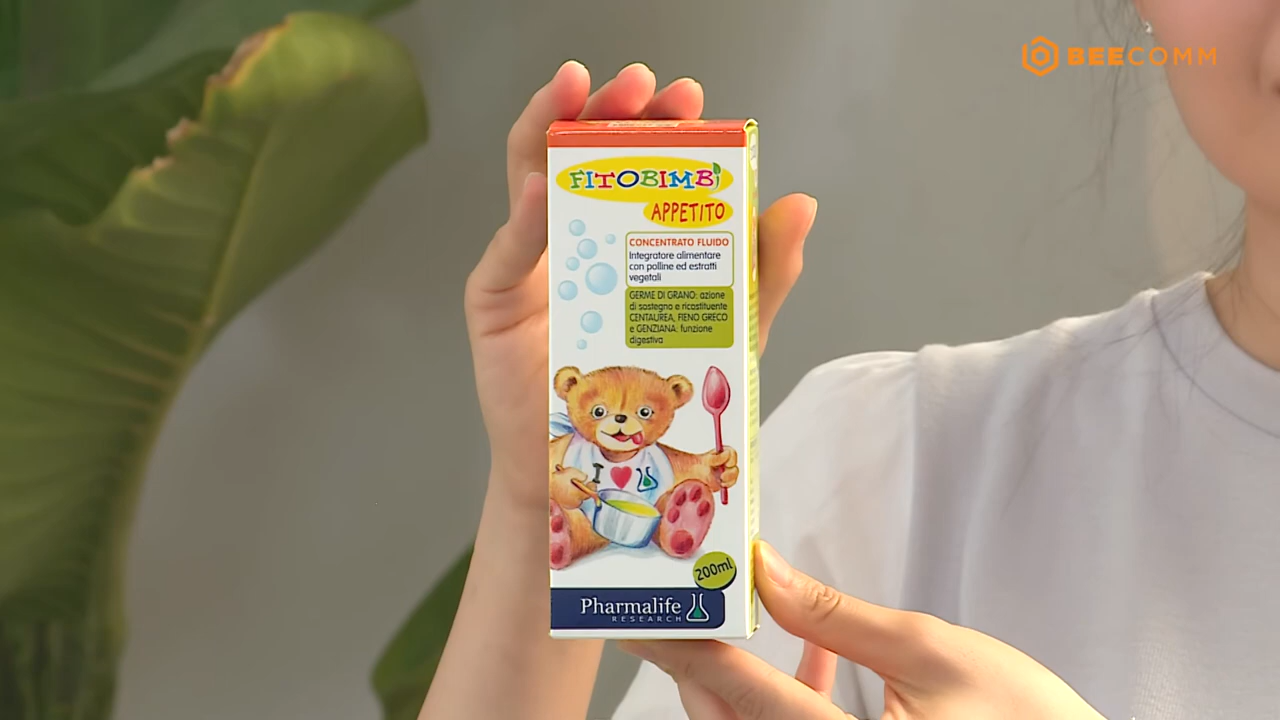 BEECOMM
FITOBIMBi
APPETITO
CONCENTRATO FLUIDO
Integratore alimentare
con polline ed estratti
vegetali
GERME DI GRANO: azione
di sostegno e ricostituente
CENTAUREA, FIENO GRECO
e GENZIANA: funzione
digestiva
I
200ml
Pharmalife
RESEARCH